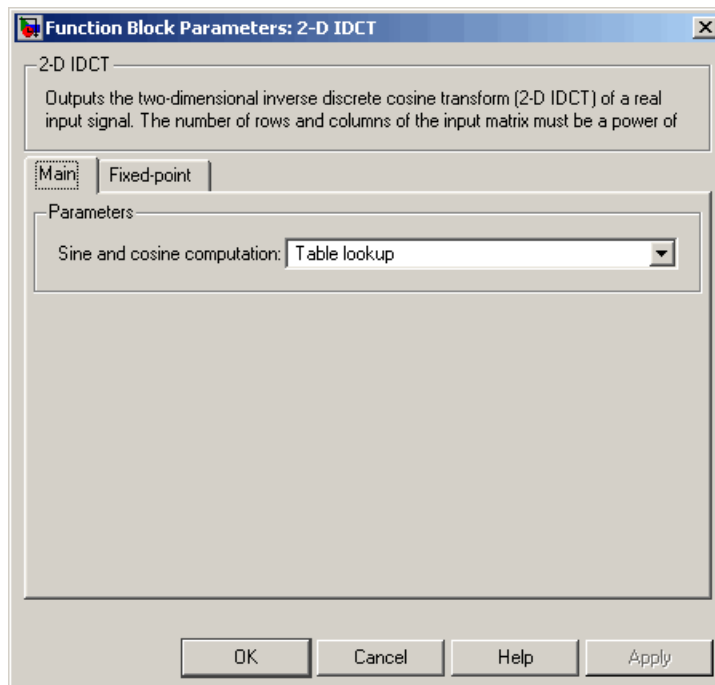 Function Block Parameters: 2-D IDCT
2-D IDCT
Outputs the two-dimensional inverse discrete cosine transform (2-D IDCT) of a real
input signal. The number of rows and columns of the input matrix must be a power of
Main
Fixed-point
Parameters
Sine and cosine computation: Table lookup
OK
Cancel
Help
Apply